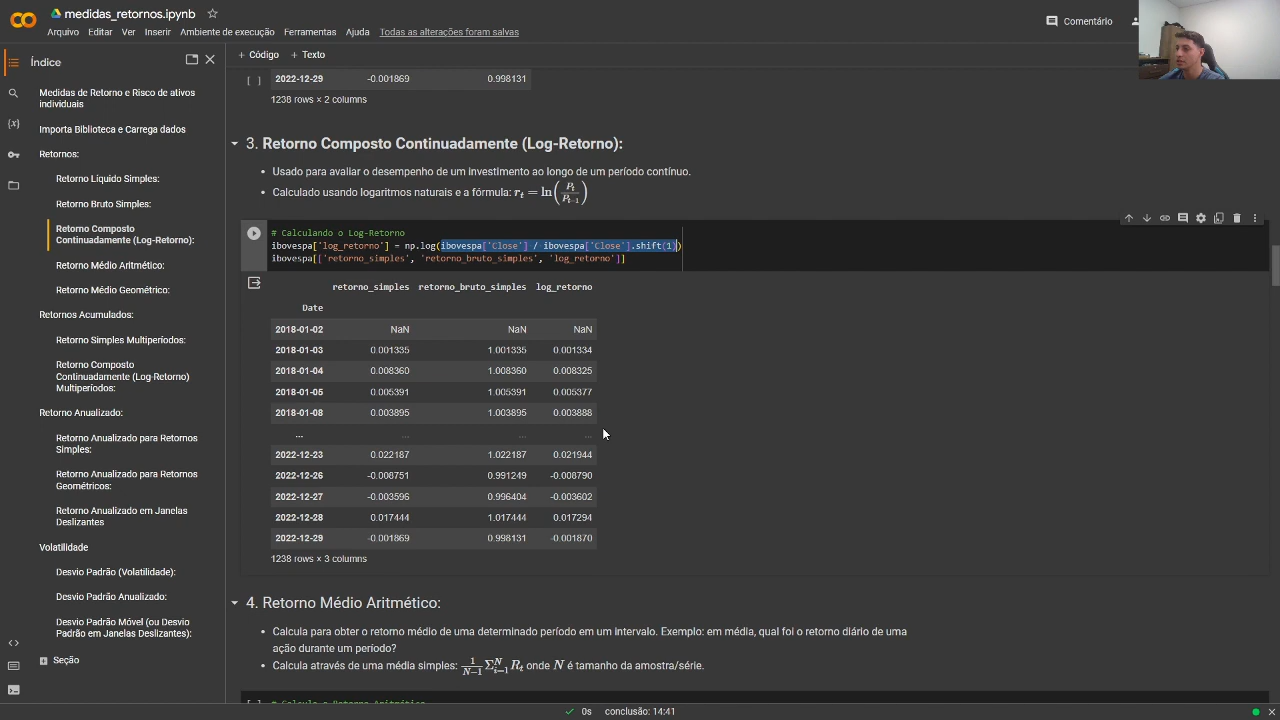 medidas_retornos.ipynb
Arquivo Editar Ver Inserir Ambiente de execução Ferramentas Ajuda Todas as alterações foram salvas
Comentário
Índice
Medidas de Retorno e Risco de ativos
individuais
Importa Biblioteca e Carrega dados
Retornos:
Retorno Líquido Simples:
Retorno Bruto Simples:
Retorno Composto
Continuadamente (Log-Retorno):
Retorno Médio Aritmético:
Retorno Médio Geométrico:
Retornos Acumulados:
Retorno Simples Multiperíodos:
Retorno Composto
Continuadamente (Log-Retorno)
Multiperíodos:
Retorno Anualizado:
Retorno Anualizado para Retornos
Simples:
Retorno Anualizado para Retornos
Geométricos:
Retorno Anualizado em Janelas
Deslizantes
Volatilidade
Desvio Padrão (Volatilidade):
Desvio Padrão Anualizado:
Desvio Padrão Móvel (ou Desvio
Padrão em Janelas Deslizantes):
Seção
+ Código + Texto
[ ] 2022-12-29 -0.001869 0.998131
1238 rows × 2 columns
3. Retorno Composto Continuadamente (Log-Retorno):
• Usado para avaliar o desempenho de um investimento ao longo de um período contínuo.
• Calculado usando logaritmos naturais e a fórmula: r_t = ln(P_t / P_{t-1})
# Calculando o Log-Retorno
ibovespa['log_retorno'] = np.log(ibovespa['Close'] / ibovespa['Close'].shift(1))
ibovespa[['retorno_simples', 'retorno_bruto_simples', 'log_retorno']]
retorno_simples retorno_bruto_simples log_retorno
Date
2018-01-02 NaN NaN NaN
2018-01-03 0.001335 1.001335 0.001334
2018-01-04 0.008360 1.008360 0.008325
2018-01-05 0.005391 1.005391 0.005377
2018-01-08 0.003895 1.003895 0.003888
... ... ... ...
2022-12-23 0.022187 1.022187 0.021944
2022-12-26 -0.008751 0.991249 -0.008790
2022-12-27 -0.003596 0.996404 -0.003602
2022-12-28 0.017444 1.017444 0.017294
2022-12-29 -0.001869 0.998131 -0.001870
1238 rows × 3 columns
4. Retorno Médio Aritmético:
• Calcula para obter o retorno médio de uma determinado período em um intervalo. Exemplo: em média, qual foi o retorno diário de uma
ação durante um período?
• Calcula através de uma média simples: 1/(N-1) Σ_{i=1}^N R_t onde N é tamanho da amostra/série.
0s conclusão: 14:41